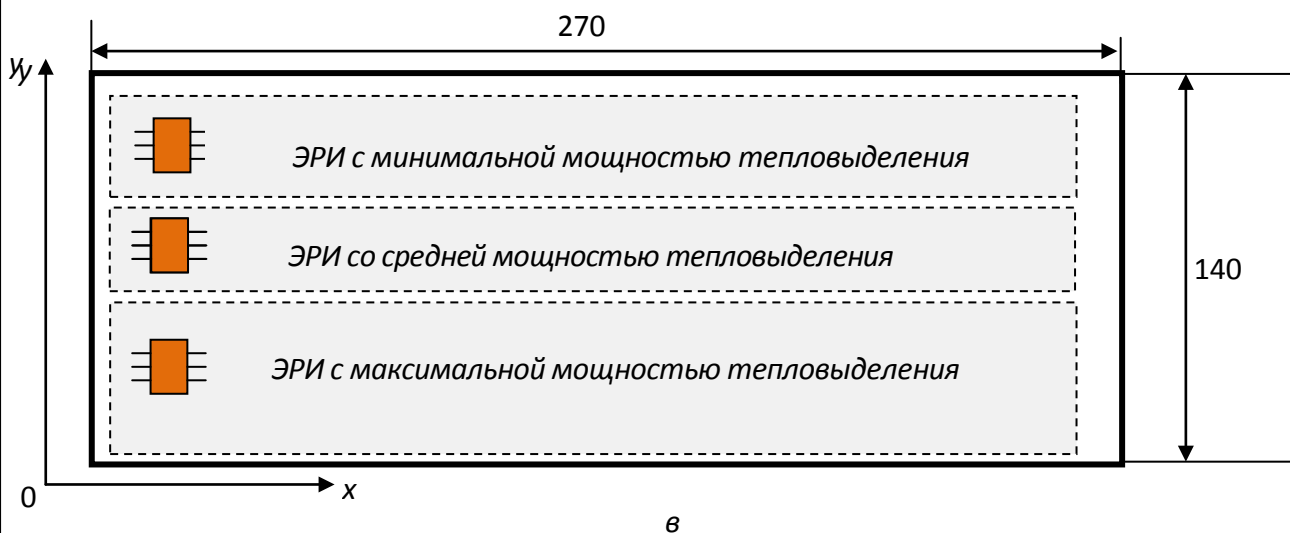 270
y
y
ЭРИ с минимальной мощностью тепловыделения
ЭРИ со средней мощностью тепловыделения
140
ЭРИ с максимальной мощностью тепловыделения
0
x
в